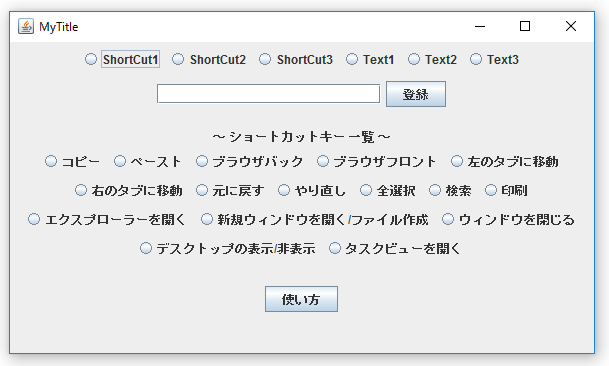 MyTitle
ShortCut1 ShortCut2 ShortCut3 Text1 Text2 Text3
登録
～ ショートカットキー一覧 ～
コピー ペースト ブラウザバック ブラウザフロント 左のタブに移動
右のタブに移動 元に戻す やり直し 全選択 検索 印刷
エクスプローラーを開く 新規ウィンドウを開く/ファイル作成 ウィンドウを閉じる
デスクトップの表示/非表示 タスクビューを開く
使い方